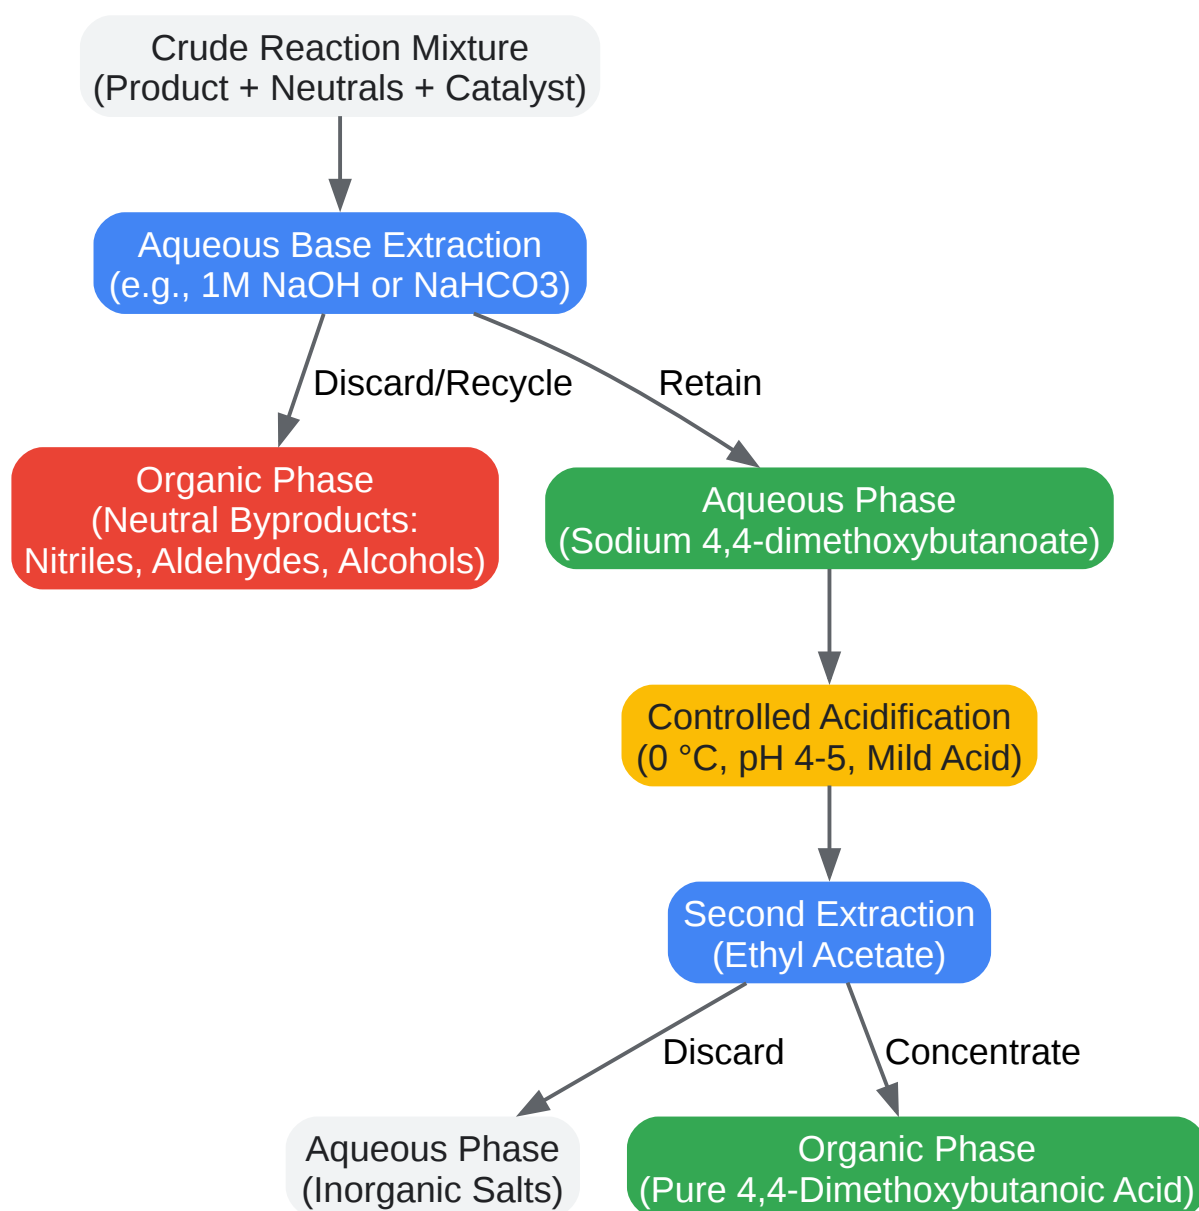 Crude Reaction Mixture
(Product + Neutrals + Catalyst)
Aqueous Base Extraction
(e.g., 1M NaOH or NaHCO3)
Discard/Recycle
Retain
Organic Phase
(Neutral Byproducts:
Nitriles, Aldehydes, Alcohols)
Aqueous Phase
(Sodium 4,4-dimethoxybutanoate)
Controlled Acidification
(0 °C, pH 4-5, Mild Acid)
Second Extraction
(Ethyl Acetate)
Discard
Concentrate
Aqueous Phase
(Inorganic Salts)
Organic Phase
(Pure 4,4-Dimethoxybutanoic Acid)